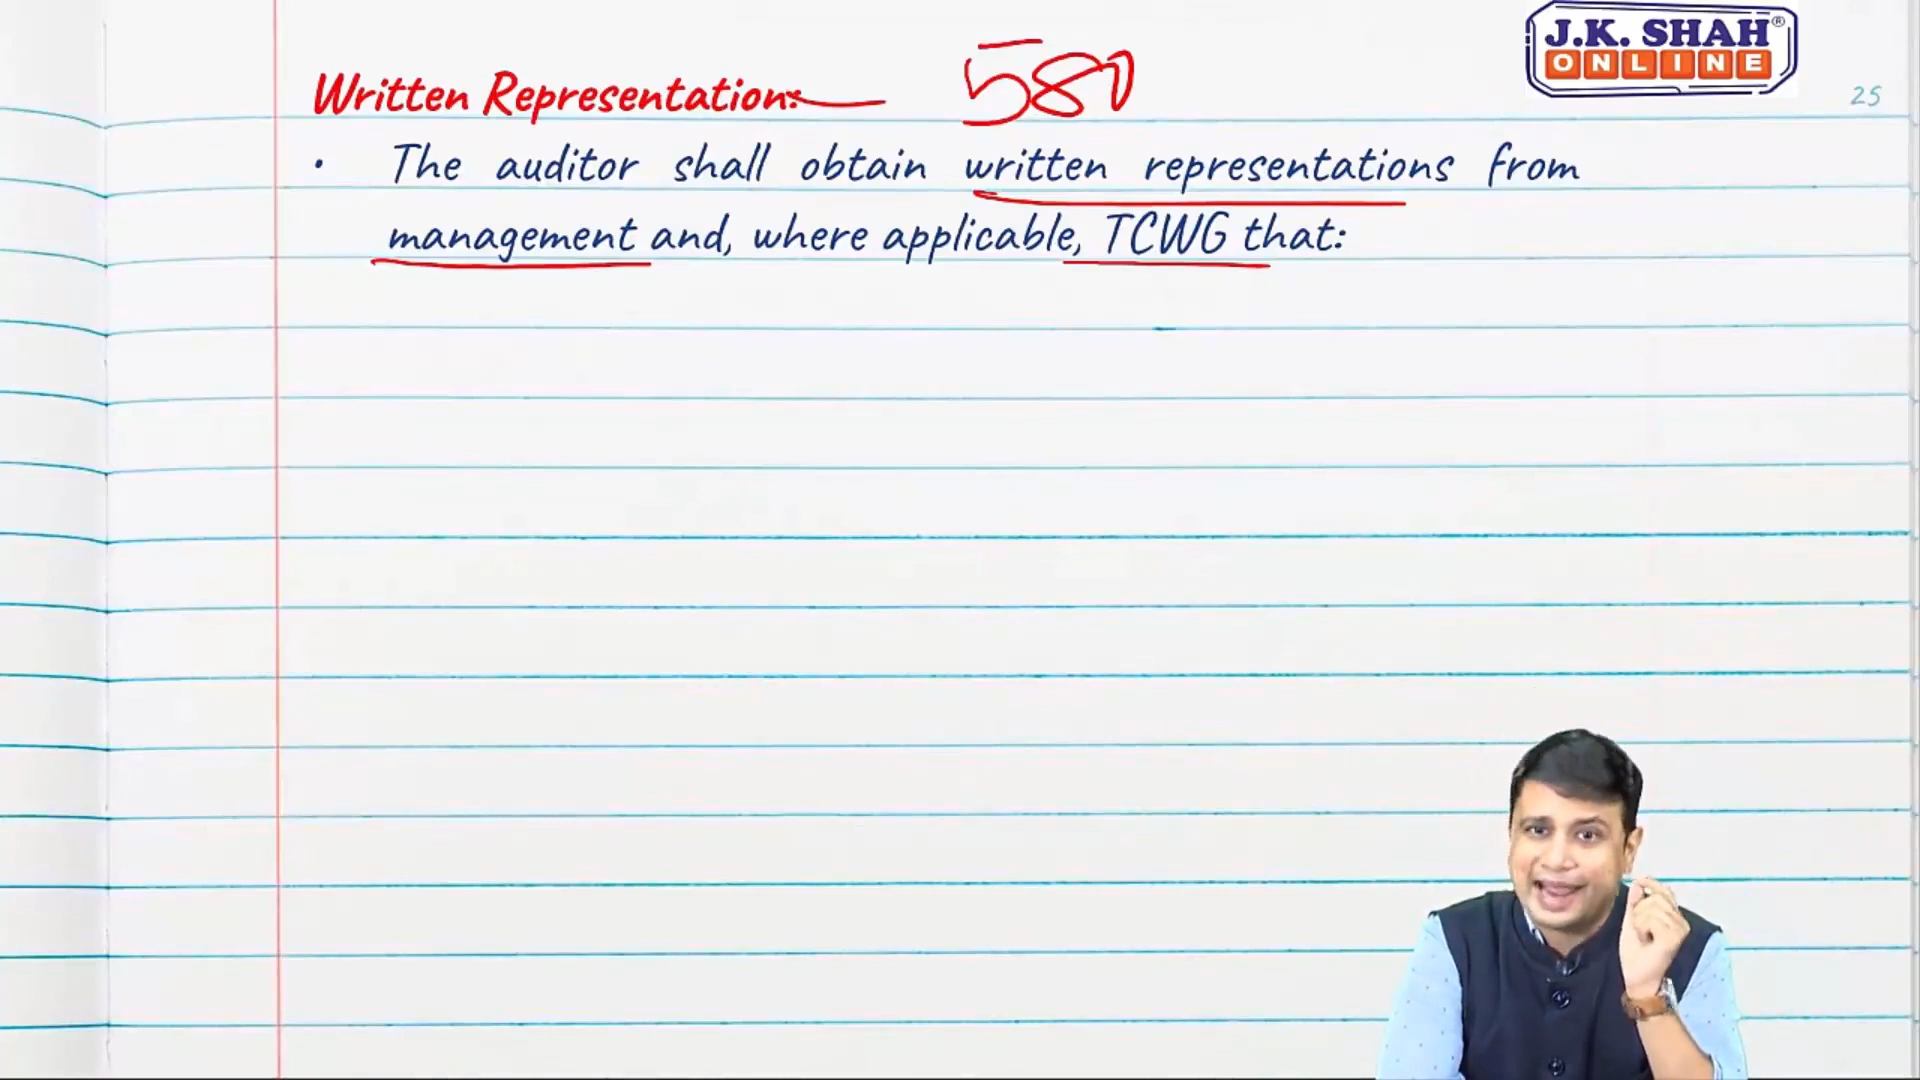 J.K. SHAH®
ONLINE
Written Representation: 580
25
• The auditor shall obtain written representations from
management and, where applicable, TCWG that: